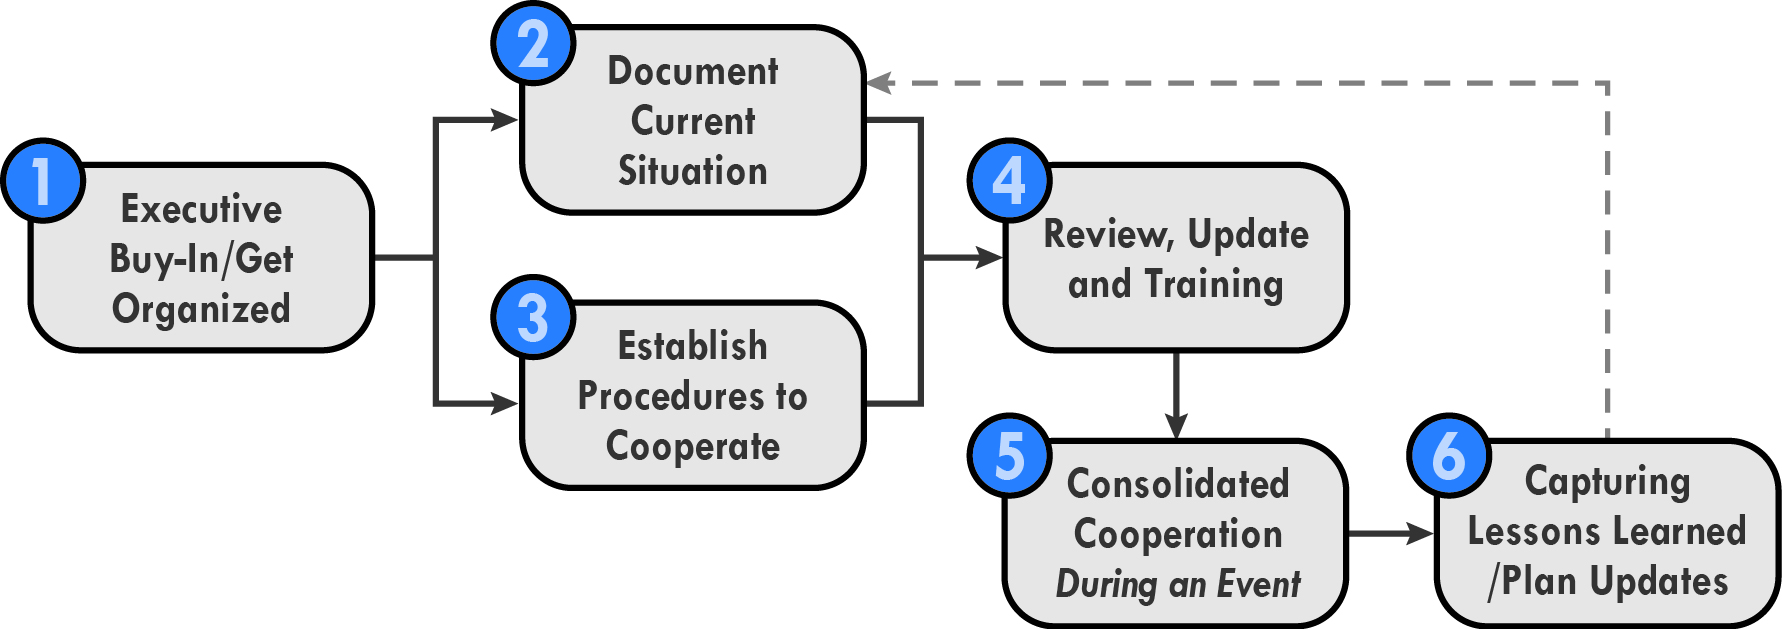 1
Executive
Buy-In/Get
Organized
2
Document
Current
Situation
3
Establish
Procedures to
Cooperate
4
Review, Update
and Training
5
Consolidated
Cooperation
During an Event
6
Capturing
Lessons Learned
/Plan Updates